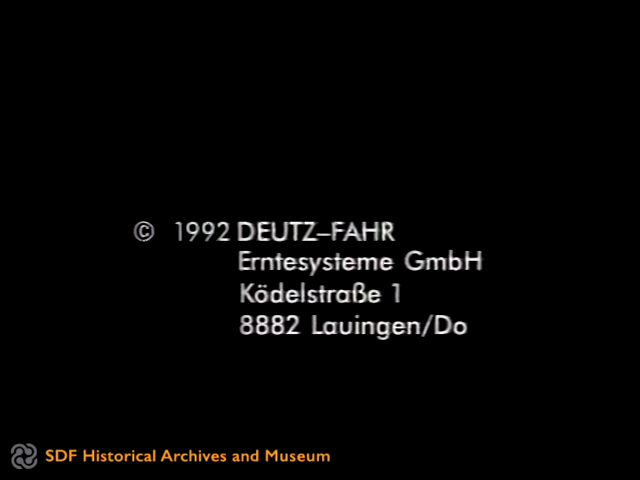 © 1992 DEUTZ–FAHR
Erntesysteme GmbH
Ködelstraße 1
8882 Lauingen/Do
SDF Historical Archives and Museum